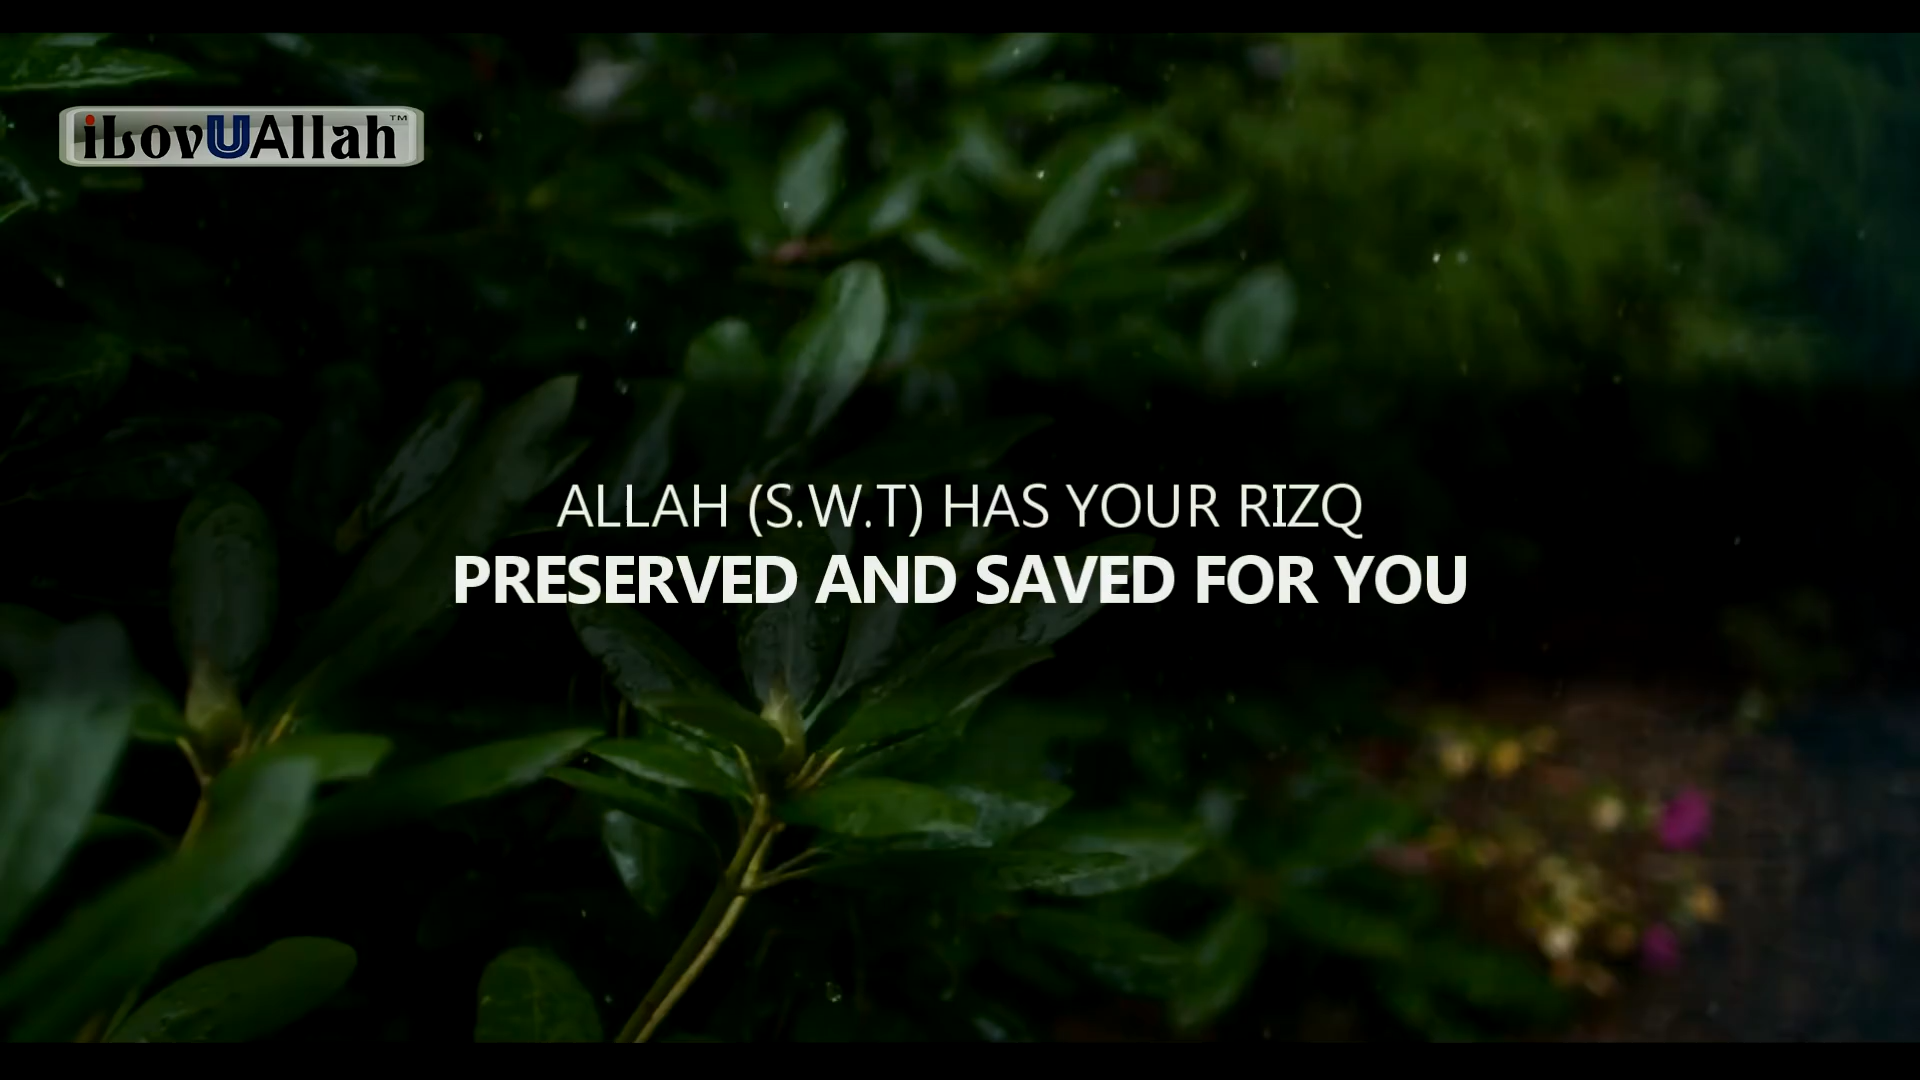 iLovUAllah™
ALLAH (S.W.T) HAS YOUR RIZQ
PRESERVED AND SAVED FOR YOU